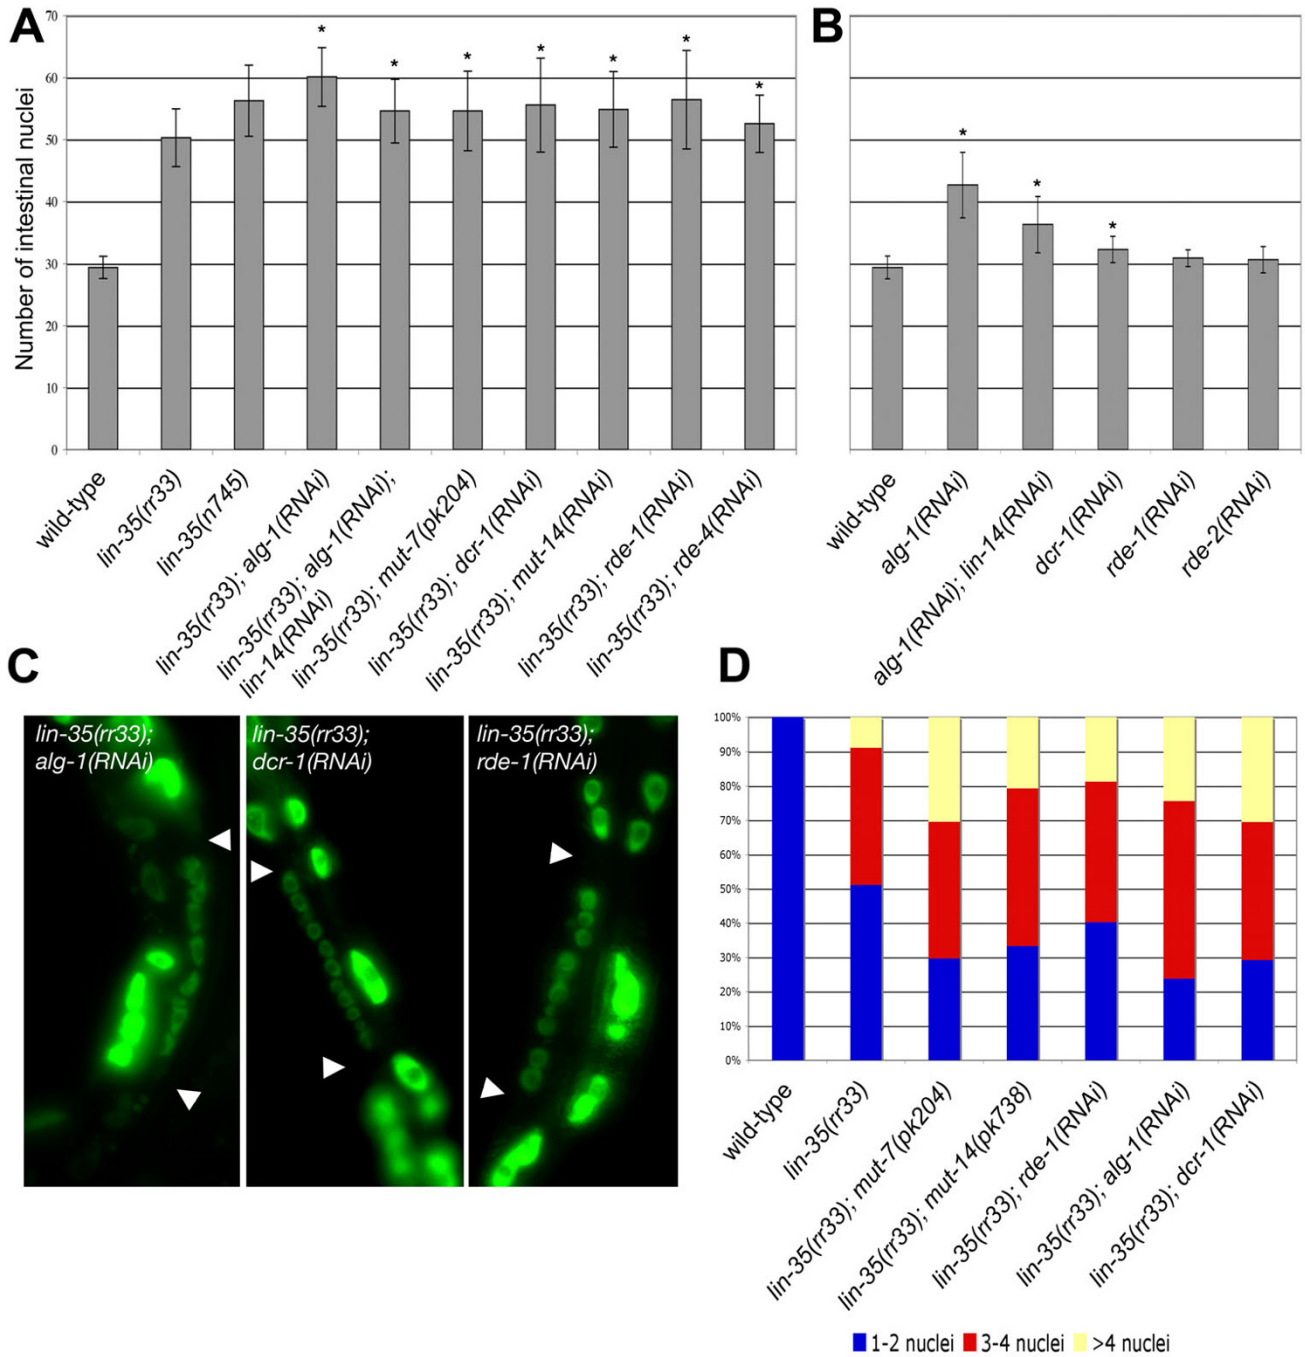 A
B
Number of intestinal nuclei
70
60
50
40
30
20
10
0
* * * * * * *
* * *
wild-type
lin-35(rr33)
lin-35(n745)
lin-35(rr33); alg-1(RNAi)
lin-35(rr33); alg-1(RNAi);
lin-14(RNAi)
lin-35(rr33); mut-7(pk204)
lin-35(rr33); dcr-1(RNAi)
lin-35(rr33); mut-14(RNAi)
lin-35(rr33); rde-1(RNAi)
lin-35(rr33); rde-4(RNAi)
wild-type
alg-1(RNAi)
alg-1(RNAi); lin-14(RNAi)
dcr-1(RNAi)
rde-1(RNAi)
rde-2(RNAi)
C
lin-35(rr33);
alg-1(RNAi)
lin-35(rr33);
dcr-1(RNAi)
lin-35(rr33);
rde-1(RNAi)
D
100%
90%
80%
70%
60%
50%
40%
30%
20%
10%
0%
wild-type
lin-35(rr33)
lin-35(rr33); mut-7(pk204)
lin-35(rr33); mut-14(pk738)
lin-35(rr33); rde-1(RNAi)
lin-35(rr33); alg-1(RNAi)
lin-35(rr33); dcr-1(RNAi)
1-2 nuclei 3-4 nuclei >4 nuclei